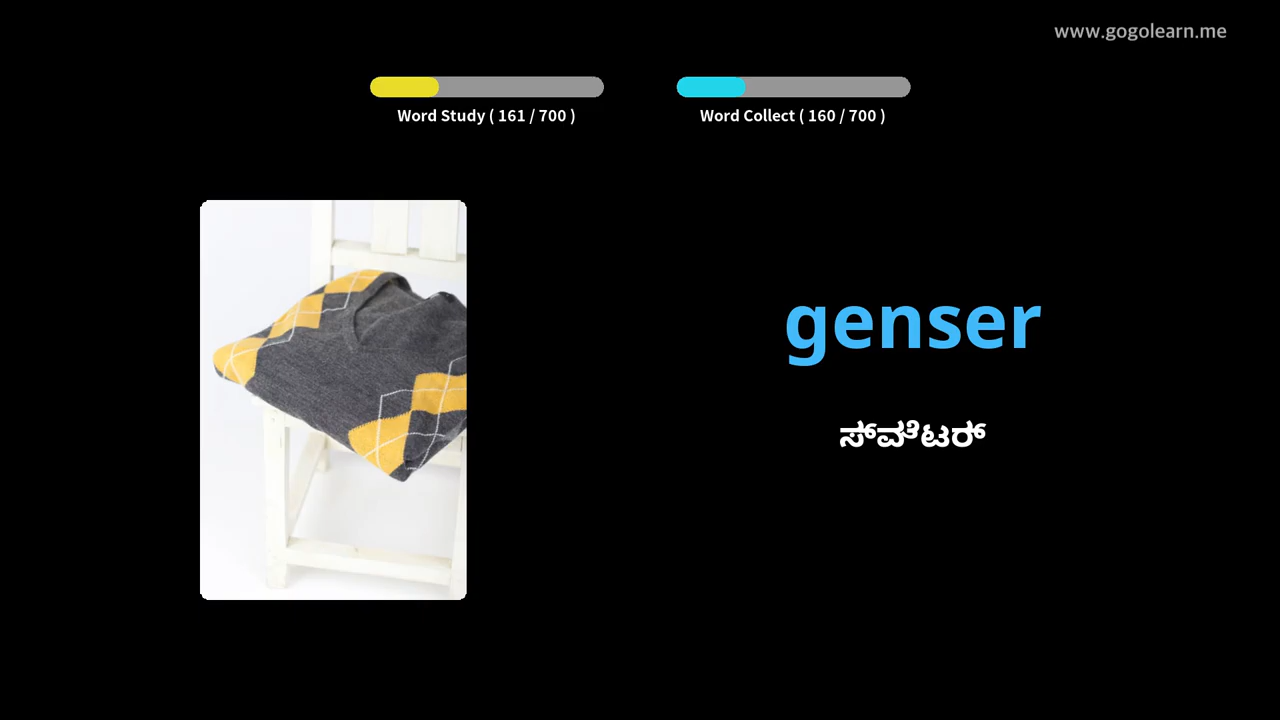 www.gogolearn.me
Word Study ( 161 / 700 )
Word Collect ( 160 / 700 )
genser
ಸ್ವೆಟರ್